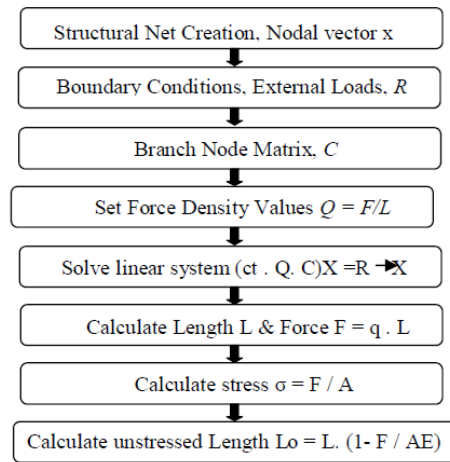 Structural Net Creation, Nodal vector x
Boundary Conditions, External Loads, R
Branch Node Matrix, C
Set Force Density Values Q = F/L
Solve linear system (ct . Q. C)X =R → X
Calculate Length L & Force F = q . L
Calculate stress σ = F / A
Calculate unstressed Length Lo = L. (1- F / AE)